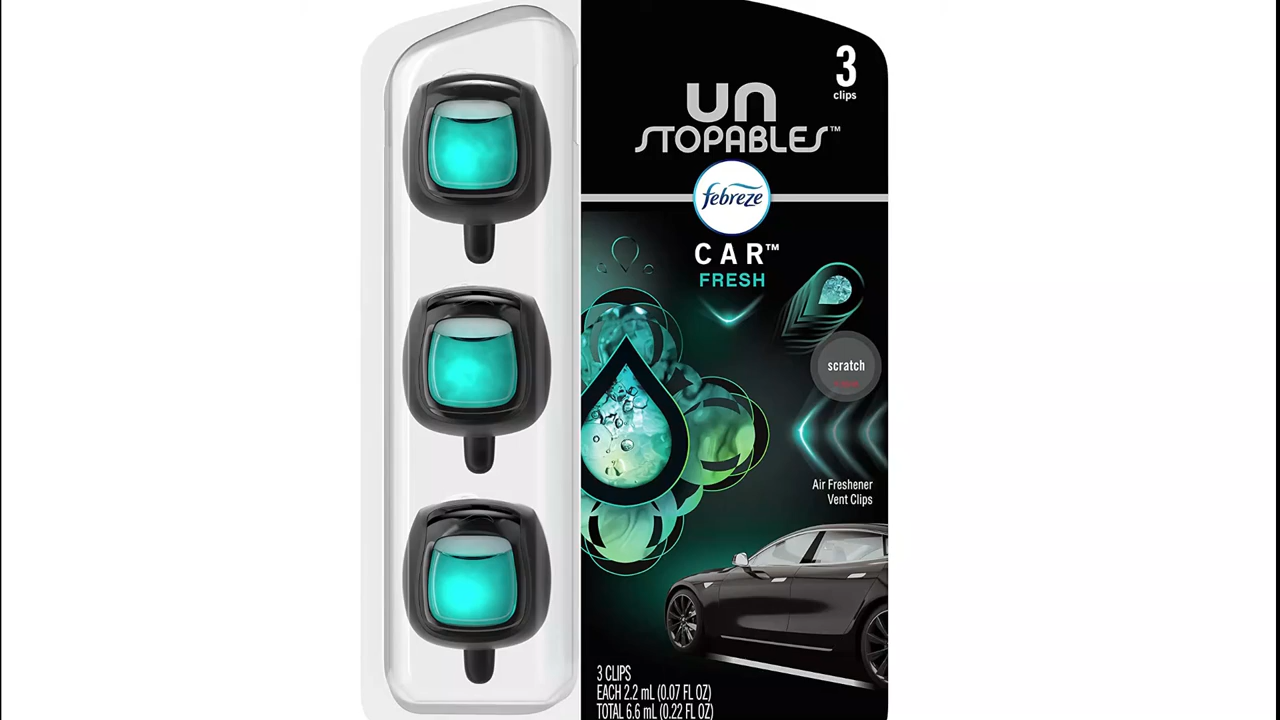 3
clips
UN
STOPABLES™
febreze
CAR™
FRESH
scratch
Air Freshener
Vent Clips
3 CLIPS
EACH 2.2 mL (0.07 FL OZ)
TOTAL 6.6 mL (0.22 FL OZ)